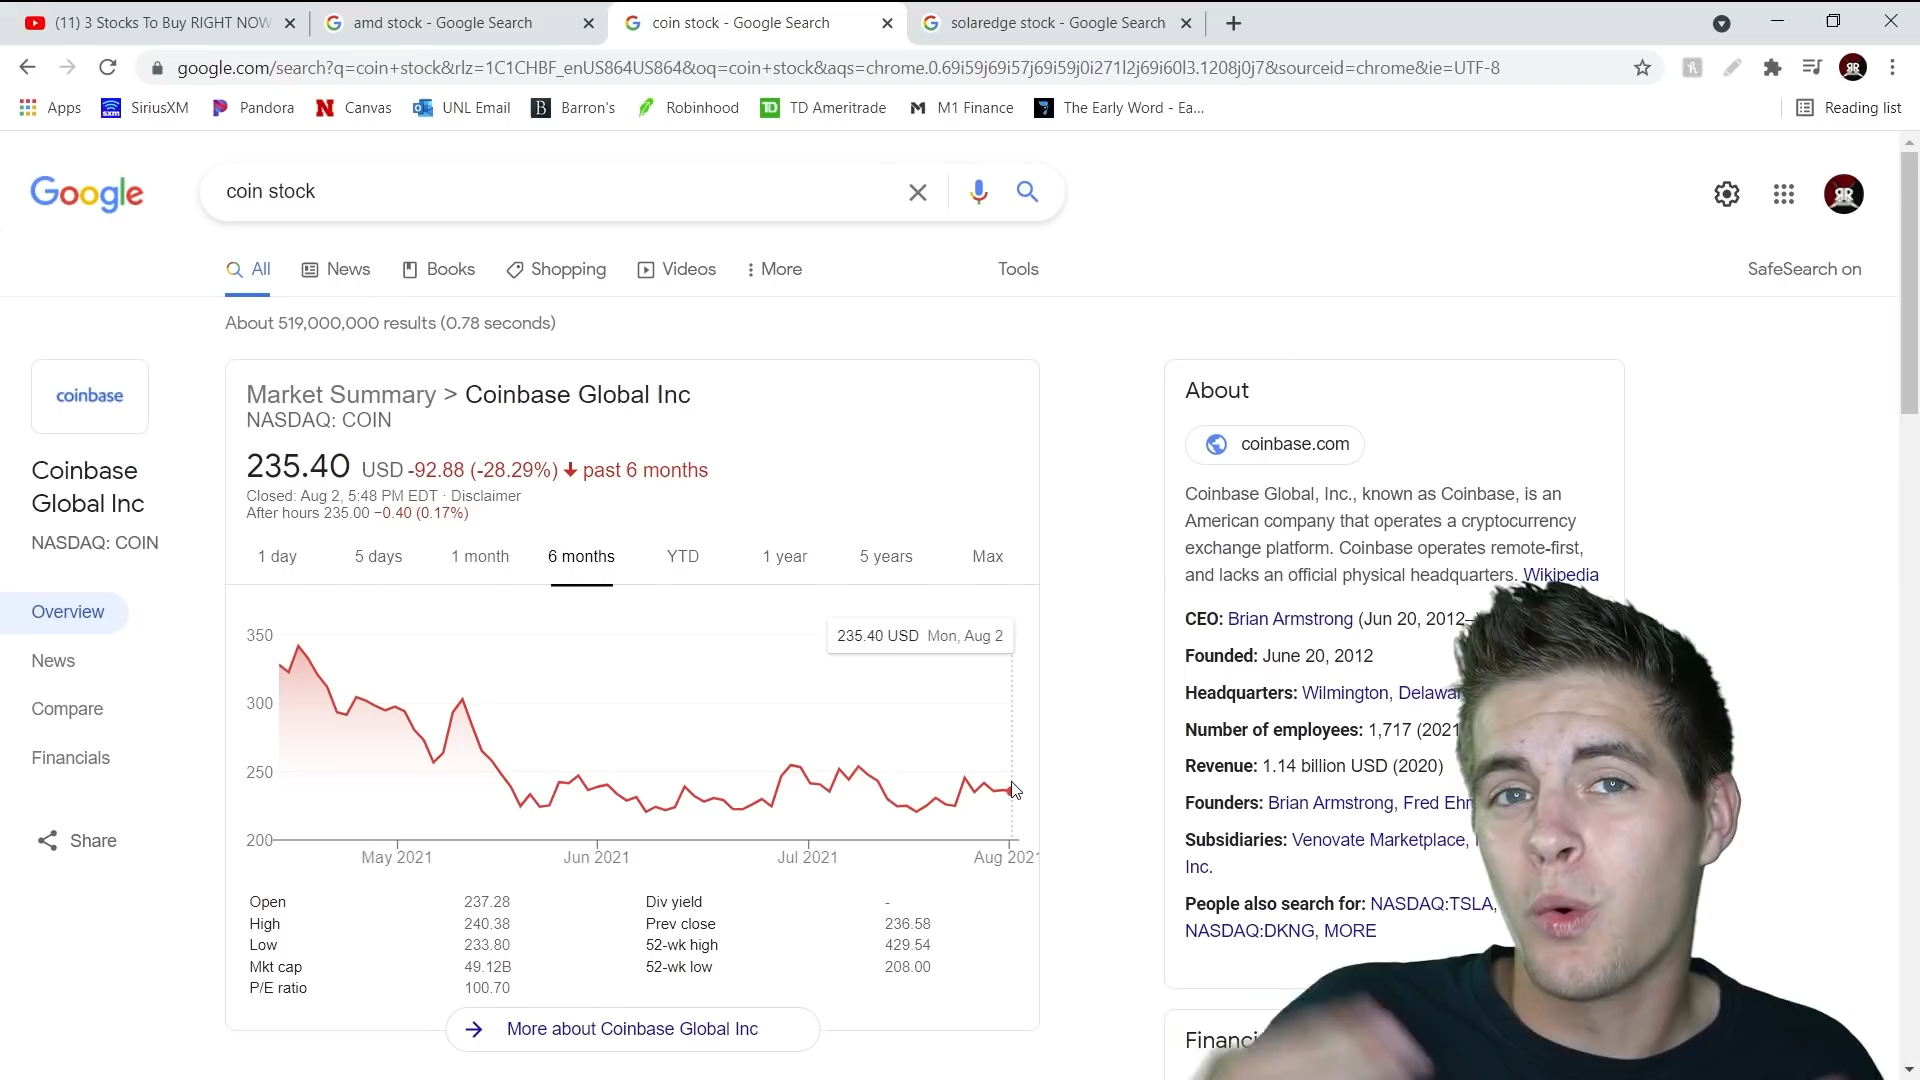 (11) 3 Stocks To Buy RIGHT NOW
amd stock - Google Search
coin stock - Google Search
solaredge stock - Google Search
google.com/search?q=coin+stock&rlz=1C1CHBF_enUS864US864&oq=coin+stock&aqs=chrome.0.69i59j69i57j69i59j0i271l2j69i60l3.1208j0j7&sourceid=chrome&ie=UTF-8
Apps
SiriusXM
Pandora
Canvas
UNL Email
Barron's
Robinhood
TD Ameritrade
M1 Finance
The Early Word - Ea...
Reading list
Google
coin stock
All
News
Books
Shopping
Videos
More
Tools
SafeSearch on
About 519,000,000 results (0.78 seconds)
coinbase
Coinbase
Global Inc
NASDAQ: COIN
Overview
News
Compare
Financials
Share
Market Summary > Coinbase Global Inc
NASDAQ: COIN
235.40 USD -92.88 (-28.29%) past 6 months
Closed: Aug 2, 5:48 PM EDT · Disclaimer
After hours 235.00 −0.40 (0.17%)
1 day
5 days
1 month
6 months
YTD
1 year
5 years
Max
235.40 USD Mon, Aug 2
350
300
250
200
May 2021
Jun 2021
Jul 2021
Aug 2021
Open 237.28
High 240.38
Low 233.80
Mkt cap 49.12B
P/E ratio 100.70
Div yield -
Prev close 236.58
52-wk high 429.54
52-wk low 208.00
More about Coinbase Global Inc
About
coinbase.com
Coinbase Global, Inc., known as Coinbase, is an
American company that operates a cryptocurrency
exchange platform. Coinbase operates remote-first,
and lacks an official physical headquarters. Wikipedia
CEO: Brian Armstrong (Jun 20, 2012–
Founded: June 20, 2012
Headquarters: Wilmington, Delawar
Number of employees: 1,717 (2021
Revenue: 1.14 billion USD (2020)
Founders: Brian Armstrong, Fred Ehr
Subsidiaries: Venovate Marketplace,
Inc.
People also search for: NASDAQ:TSLA,
NASDAQ:DKNG, MORE
Financi